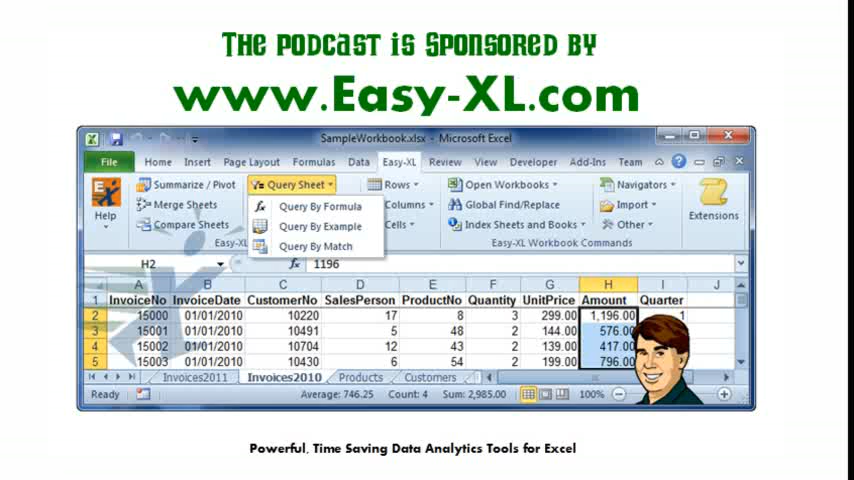 The Podcast is Sponsored by
www.Easy-XL.com
SampleWorkbook.xlsx - Microsoft Excel
File Home Insert Page Layout Formulas Data Easy-XL Review View Developer Add-Ins Team
Summarize / Pivot Query Sheet Rows Open Workbooks Navigators
Help Merge Sheets Query By Formula Columns Global Find/Replace Import Extensions
Compare Sheets Query By Example Cells Index Sheets and Books Other
Easy-XL Query By Match Easy-XL Workbook Commands
H2 fx 1196
A B C D E F G H I J
1 InvoiceNo InvoiceDate CustomerNo SalesPerson ProductNo Quantity UnitPrice Amount Quarter
2 15000 01/01/2010 10220 17 8 3 299.00 1,196.00 1
3 15001 01/01/2010 10491 5 48 2 144.00 576.00
4 15002 01/01/2010 10704 12 43 2 139.00 417.00
5 15003 01/01/2010 10430 6 54 2 199.00 796.00
Invoices2011 Invoices2010 Products Customers
Ready Average: 746.25 Count: 4 Sum: 2,985.00 100%
Powerful, Time Saving Data Analytics Tools for Excel